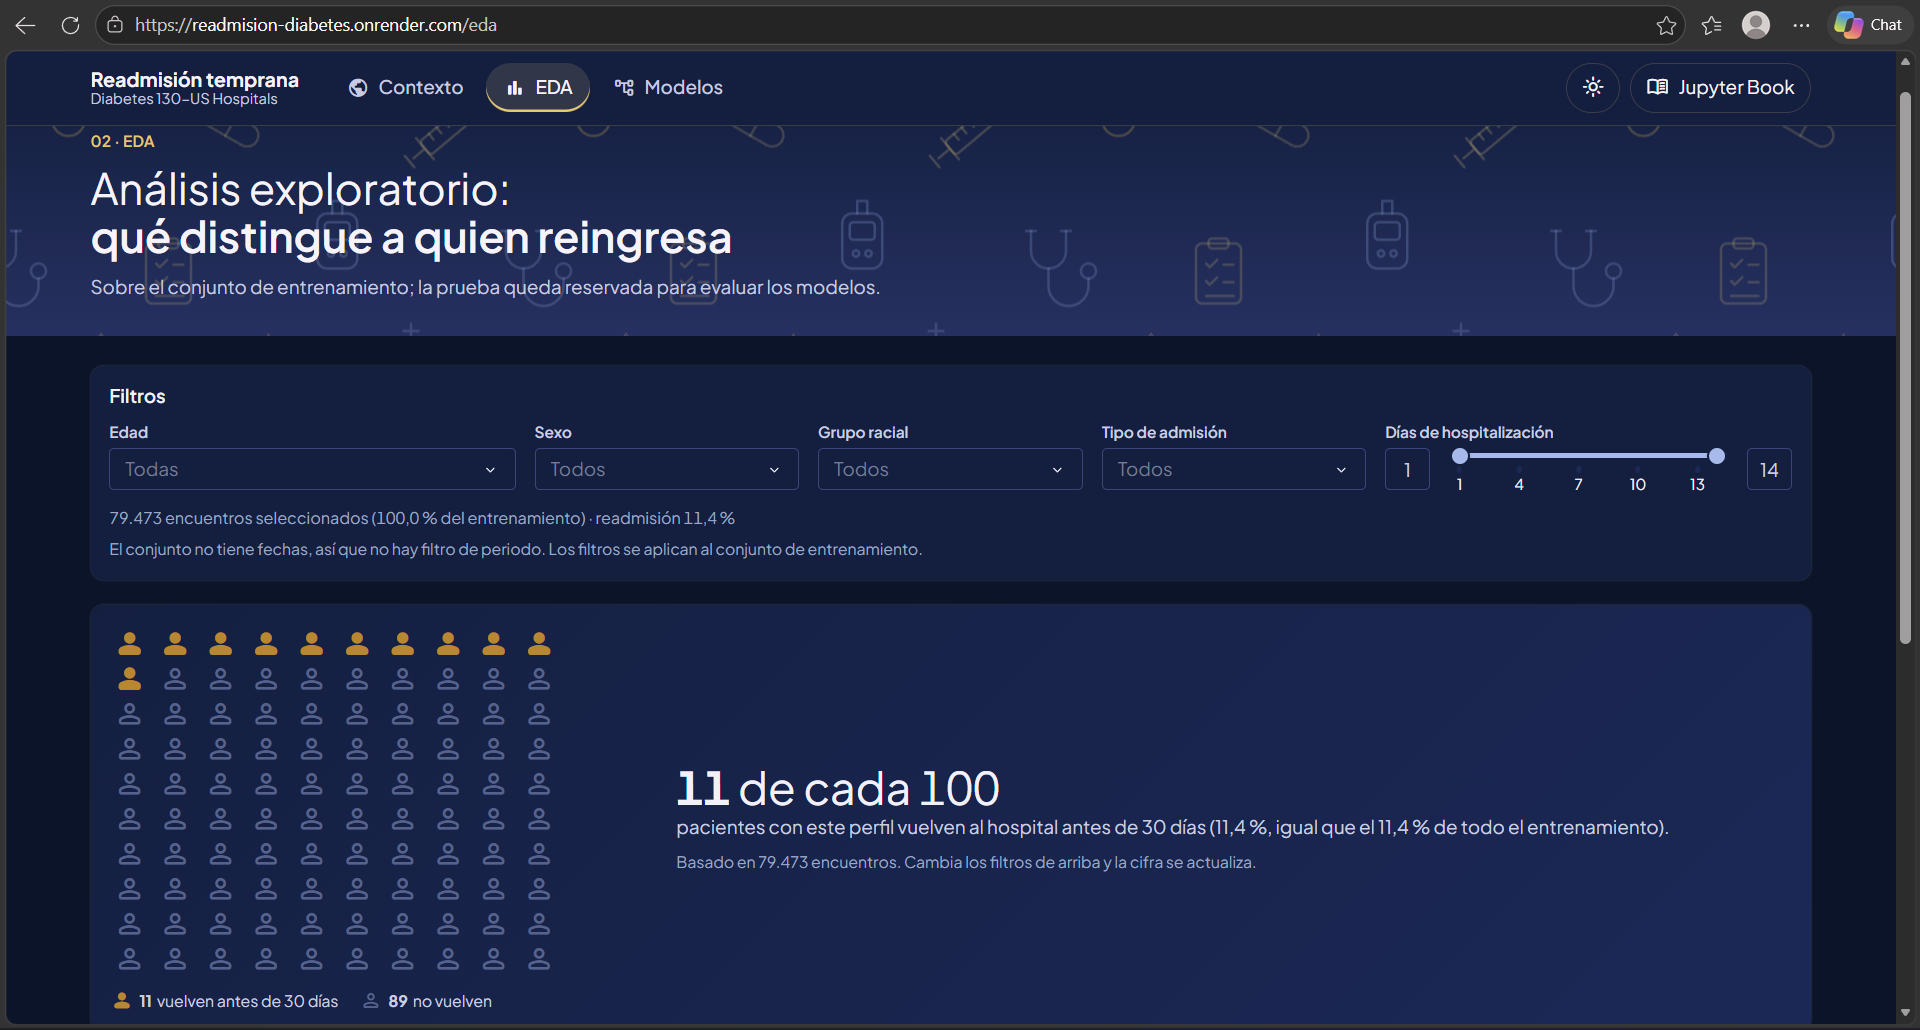 https://readmision-diabetes.onrender.com/eda
Chat
Readmisión temprana
Diabetes 130-US Hospitals
Contexto
EDA
Modelos
Jupyter Book
02 · EDA
Análisis exploratorio:
qué distingue a quien reingresa
Sobre el conjunto de entrenamiento; la prueba queda reservada para evaluar los modelos.
Filtros
Edad
Sexo
Grupo racial
Tipo de admisión
Días de hospitalización
Todas
Todos
Todos
Todos
1
14
1 4 7 10 13
79.473 encuentros seleccionados (100,0 % del entrenamiento) · readmisión 11,4 %
El conjunto no tiene fechas, así que no hay filtro de periodo. Los filtros se aplican al conjunto de entrenamiento.
11 de cada 100
pacientes con este perfil vuelven al hospital antes de 30 días (11,4 %, igual que el 11,4 % de todo el entrenamiento).
Basado en 79.473 encuentros. Cambia los filtros de arriba y la cifra se actualiza.
11 vuelven antes de 30 días
89 no vuelven